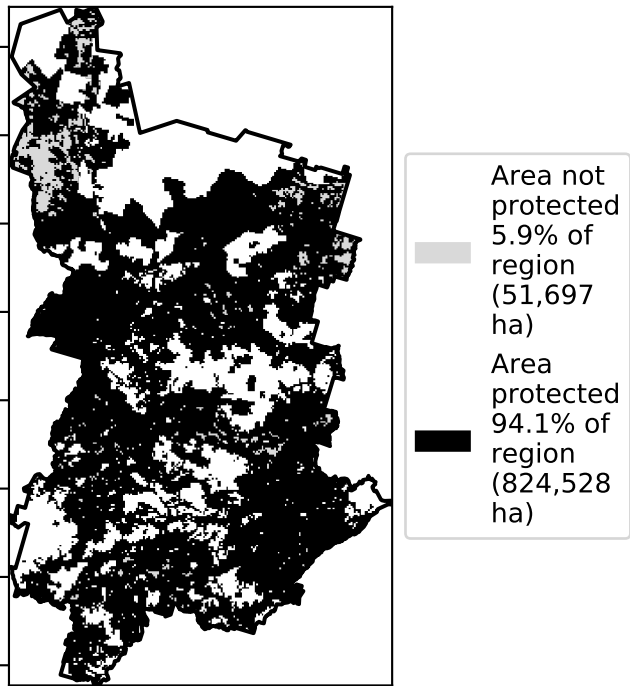 Area not
protected
5.9% of
region
(51,697
ha)
Area
protected
94.1% of
region
(824,528
ha)